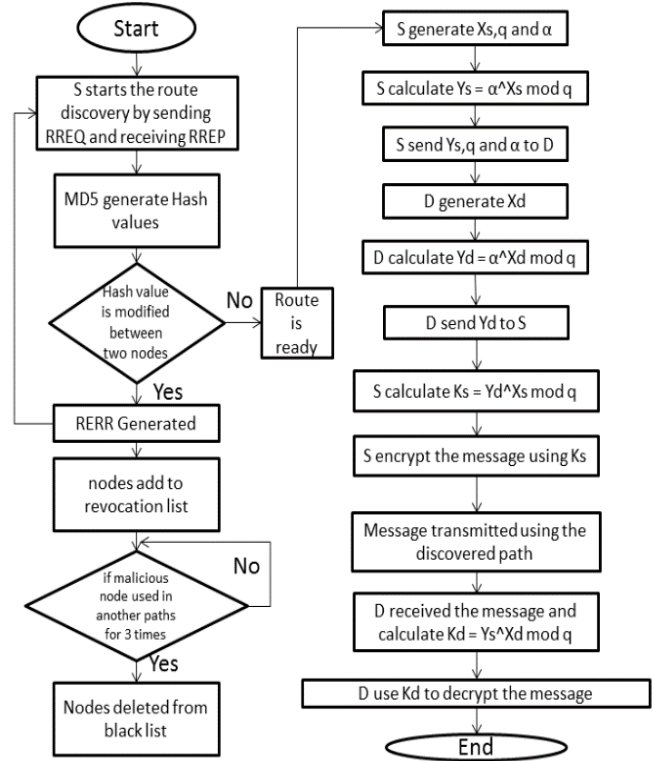 Start
S starts the route
discovery by sending
RREQ and receiving RREP
MD5 generate Hash
values
Hash value
is modified
between
two nodes
No
Route
is
ready
Yes
RERR Generated
nodes add to
revocation list
if malicious
node used in
another paths
for 3 times
No
Yes
Nodes deleted from
black list
S generate Xs,q and α
S calculate Ys = α^Xs mod q
S send Ys,q and α to D
D generate Xd
D calculate Yd = α^Xd mod q
D send Yd to S
S calculate Ks = Yd^Xs mod q
S encrypt the message using Ks
Message transmitted using the
discovered path
D received the message and
calculate Kd = Ys^Xd mod q
D use Kd to decrypt the message
End